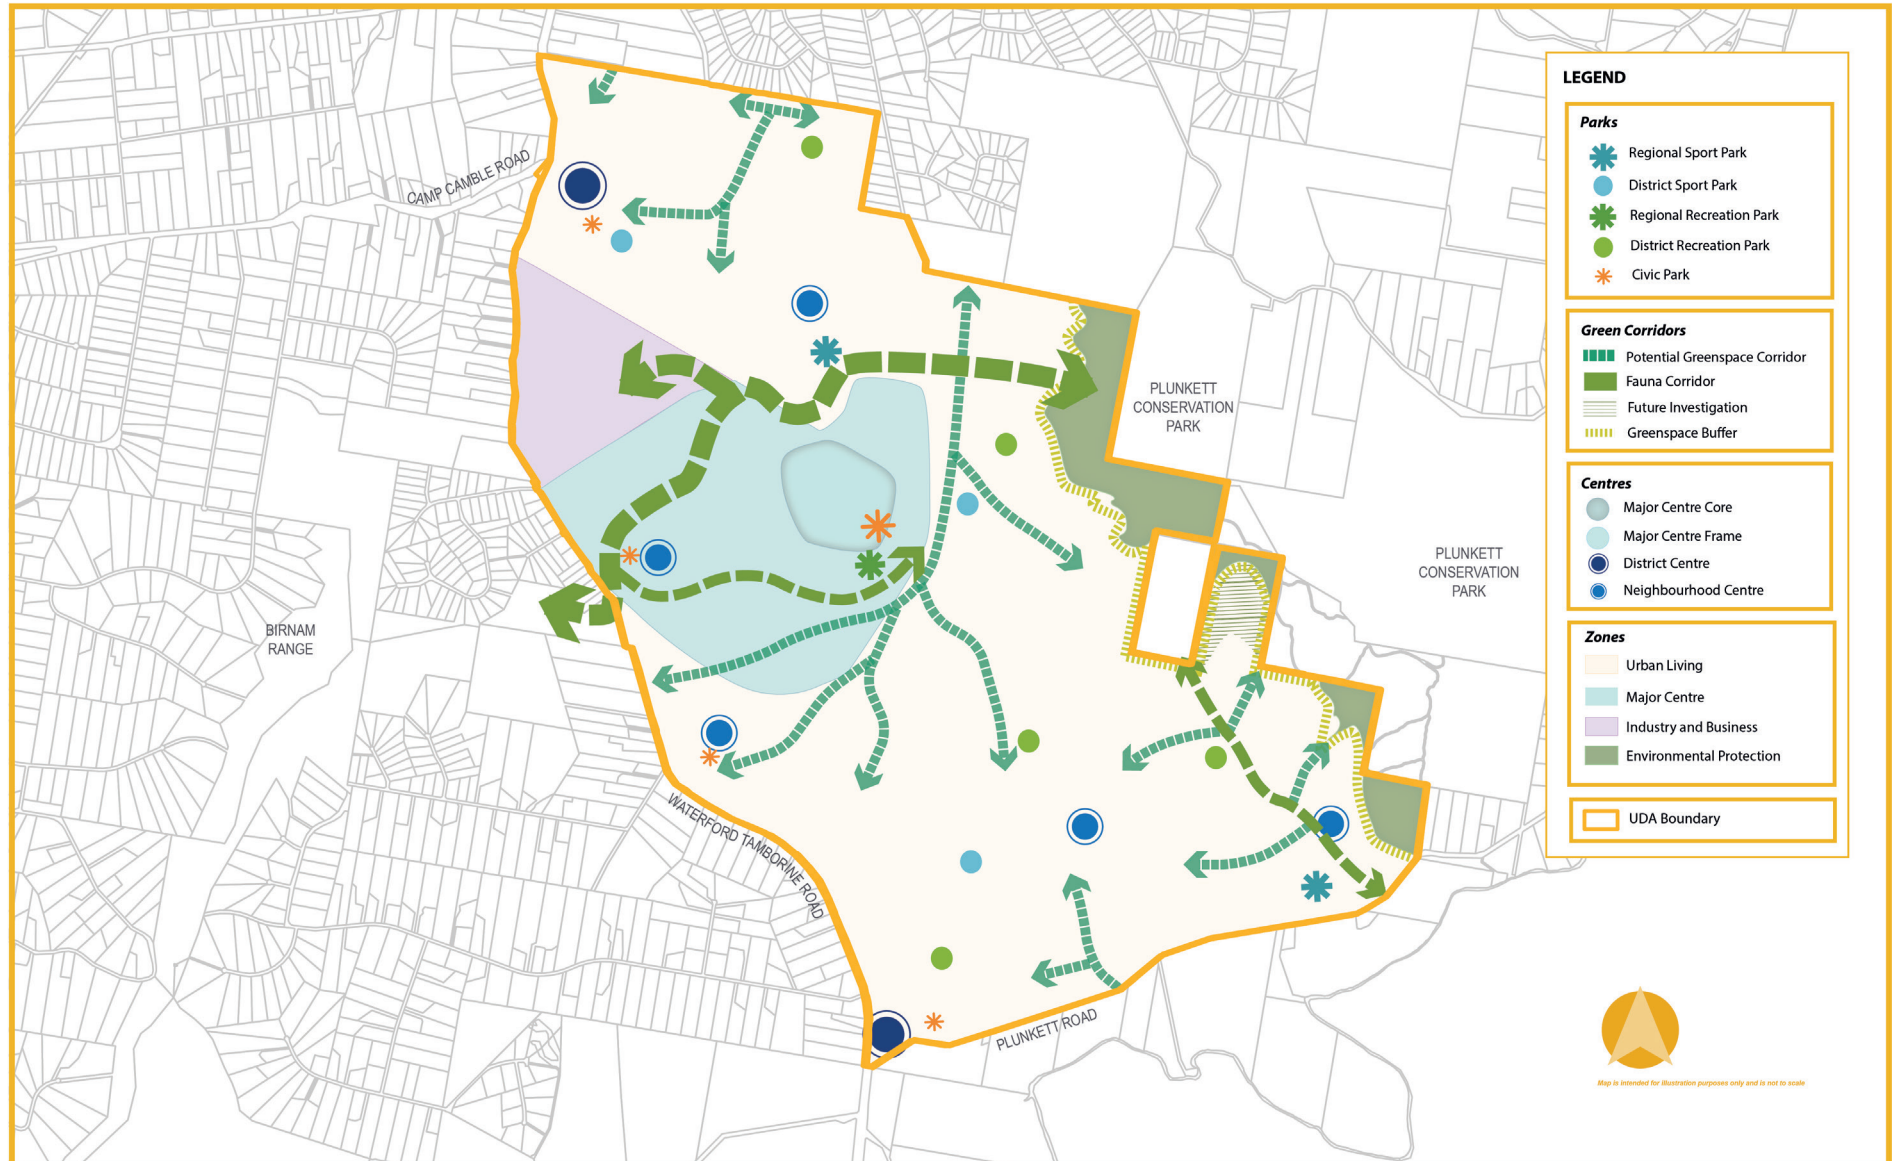 CAMP CAMBLE ROAD
BIRNAM
RANGE
WATERFORD TAMBORINE ROAD
PLUNKETT ROAD
PLUNKETT
CONSERVATION
PARK
PLUNKETT
CONSERVATION
PARK
LEGEND
Parks
Regional Sport Park
District Sport Park
Regional Recreation Park
District Recreation Park
Civic Park
Green Corridors
Potential Greenspace Corridor
Fauna Corridor
Future Investigation
Greenspace Buffer
Centres
Major Centre Core
Major Centre Frame
District Centre
Neighbourhood Centre
Zones
Urban Living
Major Centre
Industry and Business
Environmental Protection
UDA Boundary
Map is intended for illustration purposes only and is not to scale